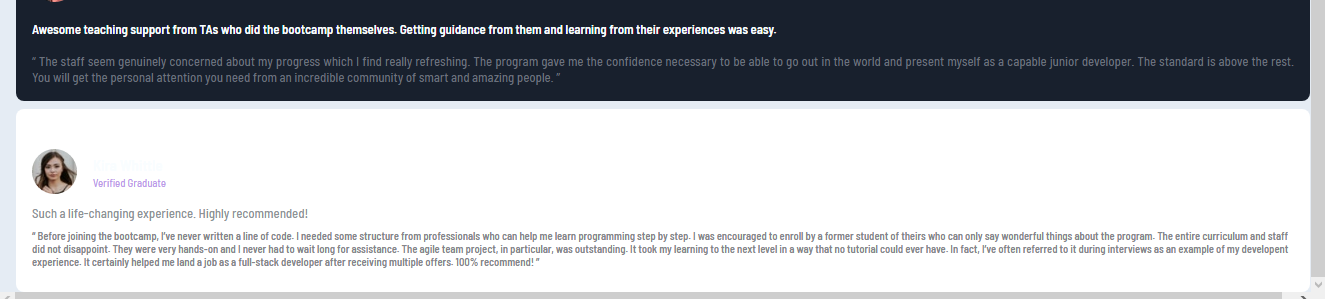 Awesome teaching support from TAs who did the bootcamp themselves. Getting guidance from them and learning from their experiences was easy.
“ The staff seem genuinely concerned about my progress which I find really refreshing. The program gave me the confidence necessary to be able to go out in the world and present myself as a capable junior developer. The standard is above the rest.
You will get the personal attention you need from an incredible community of smart and amazing people. ”
Verified Graduate
Such a life-changing experience. Highly recommended!
“ Before joining the bootcamp, I’ve never written a line of code. I needed some structure from professionals who can help me learn programming step by step. I was encouraged to enroll by a former student of theirs who can only say wonderful things about the program. The entire curriculum and staff
did not disappoint. They were very hands-on and I never had to wait long for assistance. The agile team project, in particular, was outstanding. It took my learning to the next level in a way that no tutorial could ever have. In fact, I’ve often referred to it during interviews as an example of my developent
experience. It certainly helped me land a job as a full-stack developer after receiving multiple offers. 100% recommend! ”